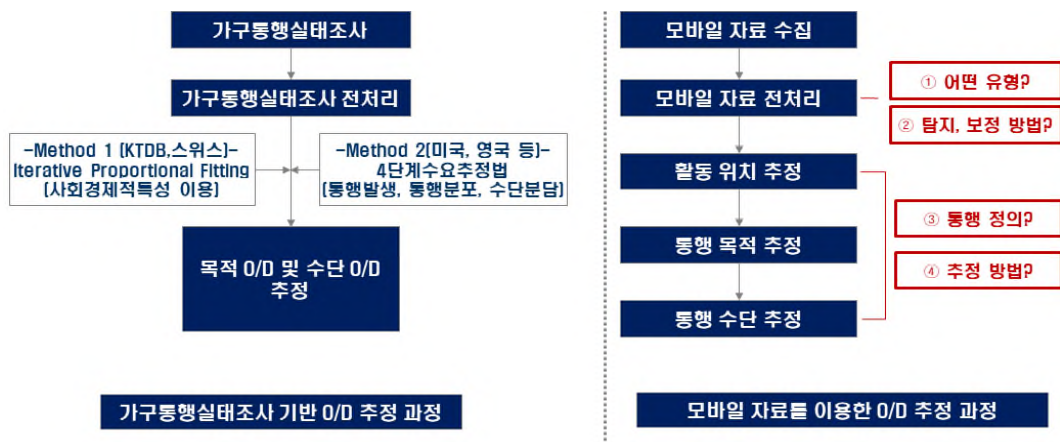 가구통행실태조사
가구통행실태조사 전처리
-Method 1 (KTDB,스위스)-
Iterative Proportional Fitting
(사회경제적특성 이용)
-Method 2(미국, 영국 등)-
4단계수요추정법
(통행발생, 통행분포, 수단분담)
목적 O/D 및 수단 O/D
추정
가구통행실태조사 기반 O/D 추정 과정
모바일 자료 수집
모바일 자료 전처리
① 어떤 유형?
② 탐지, 보정 방법?
활동 위치 추정
③ 통행 정의?
통행 목적 추정
④ 추정 방법?
통행 수단 추정
모바일 자료를 이용한 O/D 추정 과정